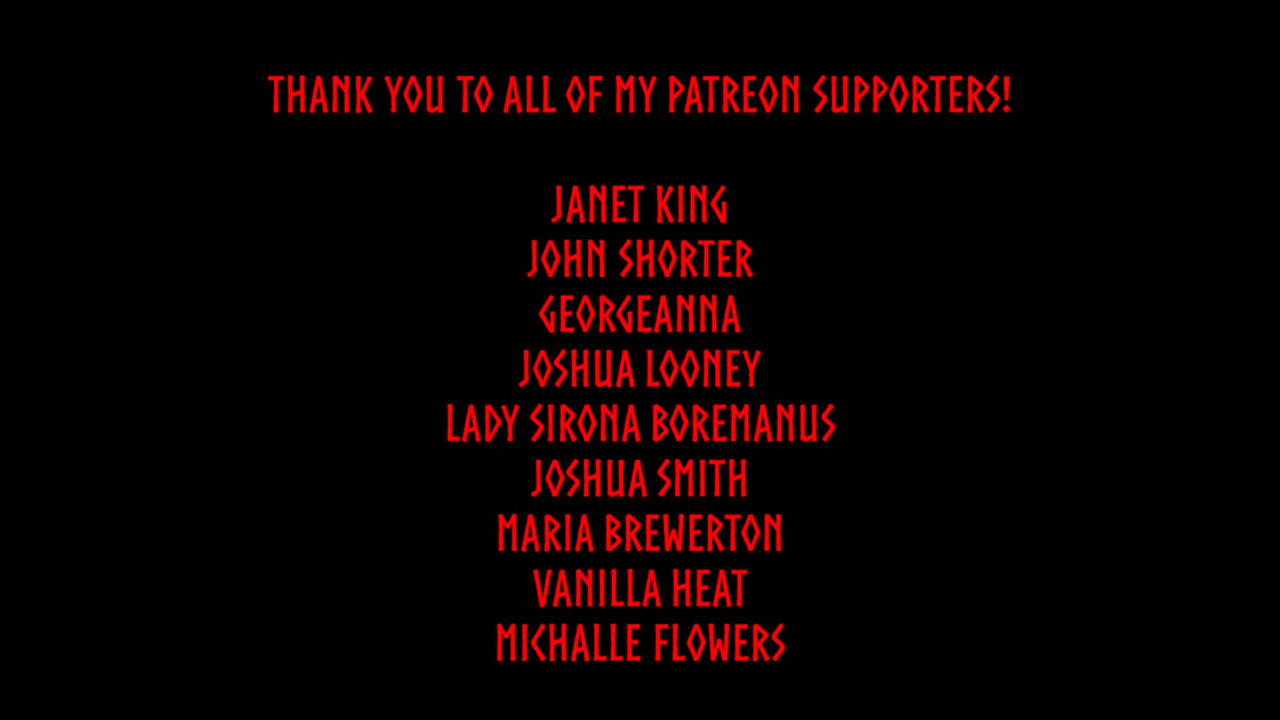 THANK YOU TO ALL OF MY PATREON SUPPORTERS!
JANET KING
JOHN SHORTER
GEORGEANNA
JOSHUA LOONEY
LADY SIRONA BOREMANUS
JOSHUA SMITH
MARIA BREWERTON
VANILLA HEAT
MICHALLE FLOWERS